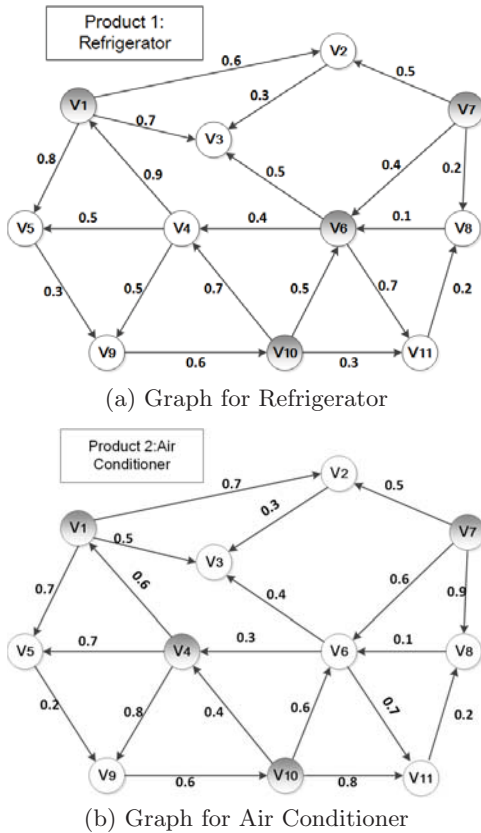 Product 1:
Refrigerator
V2
0.6
0.5
V1
V7
0.3
0.7
V3
0.8
0.9
0.5
0.4
0.2
V5
0.5
V4
0.4
V6
0.1
V8
0.3
0.5
0.7
0.5
0.7
0.2
V9
0.6
V10
0.3
V11
(a) Graph for Refrigerator
Product 2:Air
Conditioner
V2
0.7
0.5
V1
V7
0.3
0.5
V3
0.7
0.6
0.4
0.6
0.9
V5
0.7
V4
0.3
V6
0.1
V8
0.2
0.8
0.4
0.6
0.7
0.2
V9
0.6
V10
0.8
V11
(b) Graph for Air Conditioner